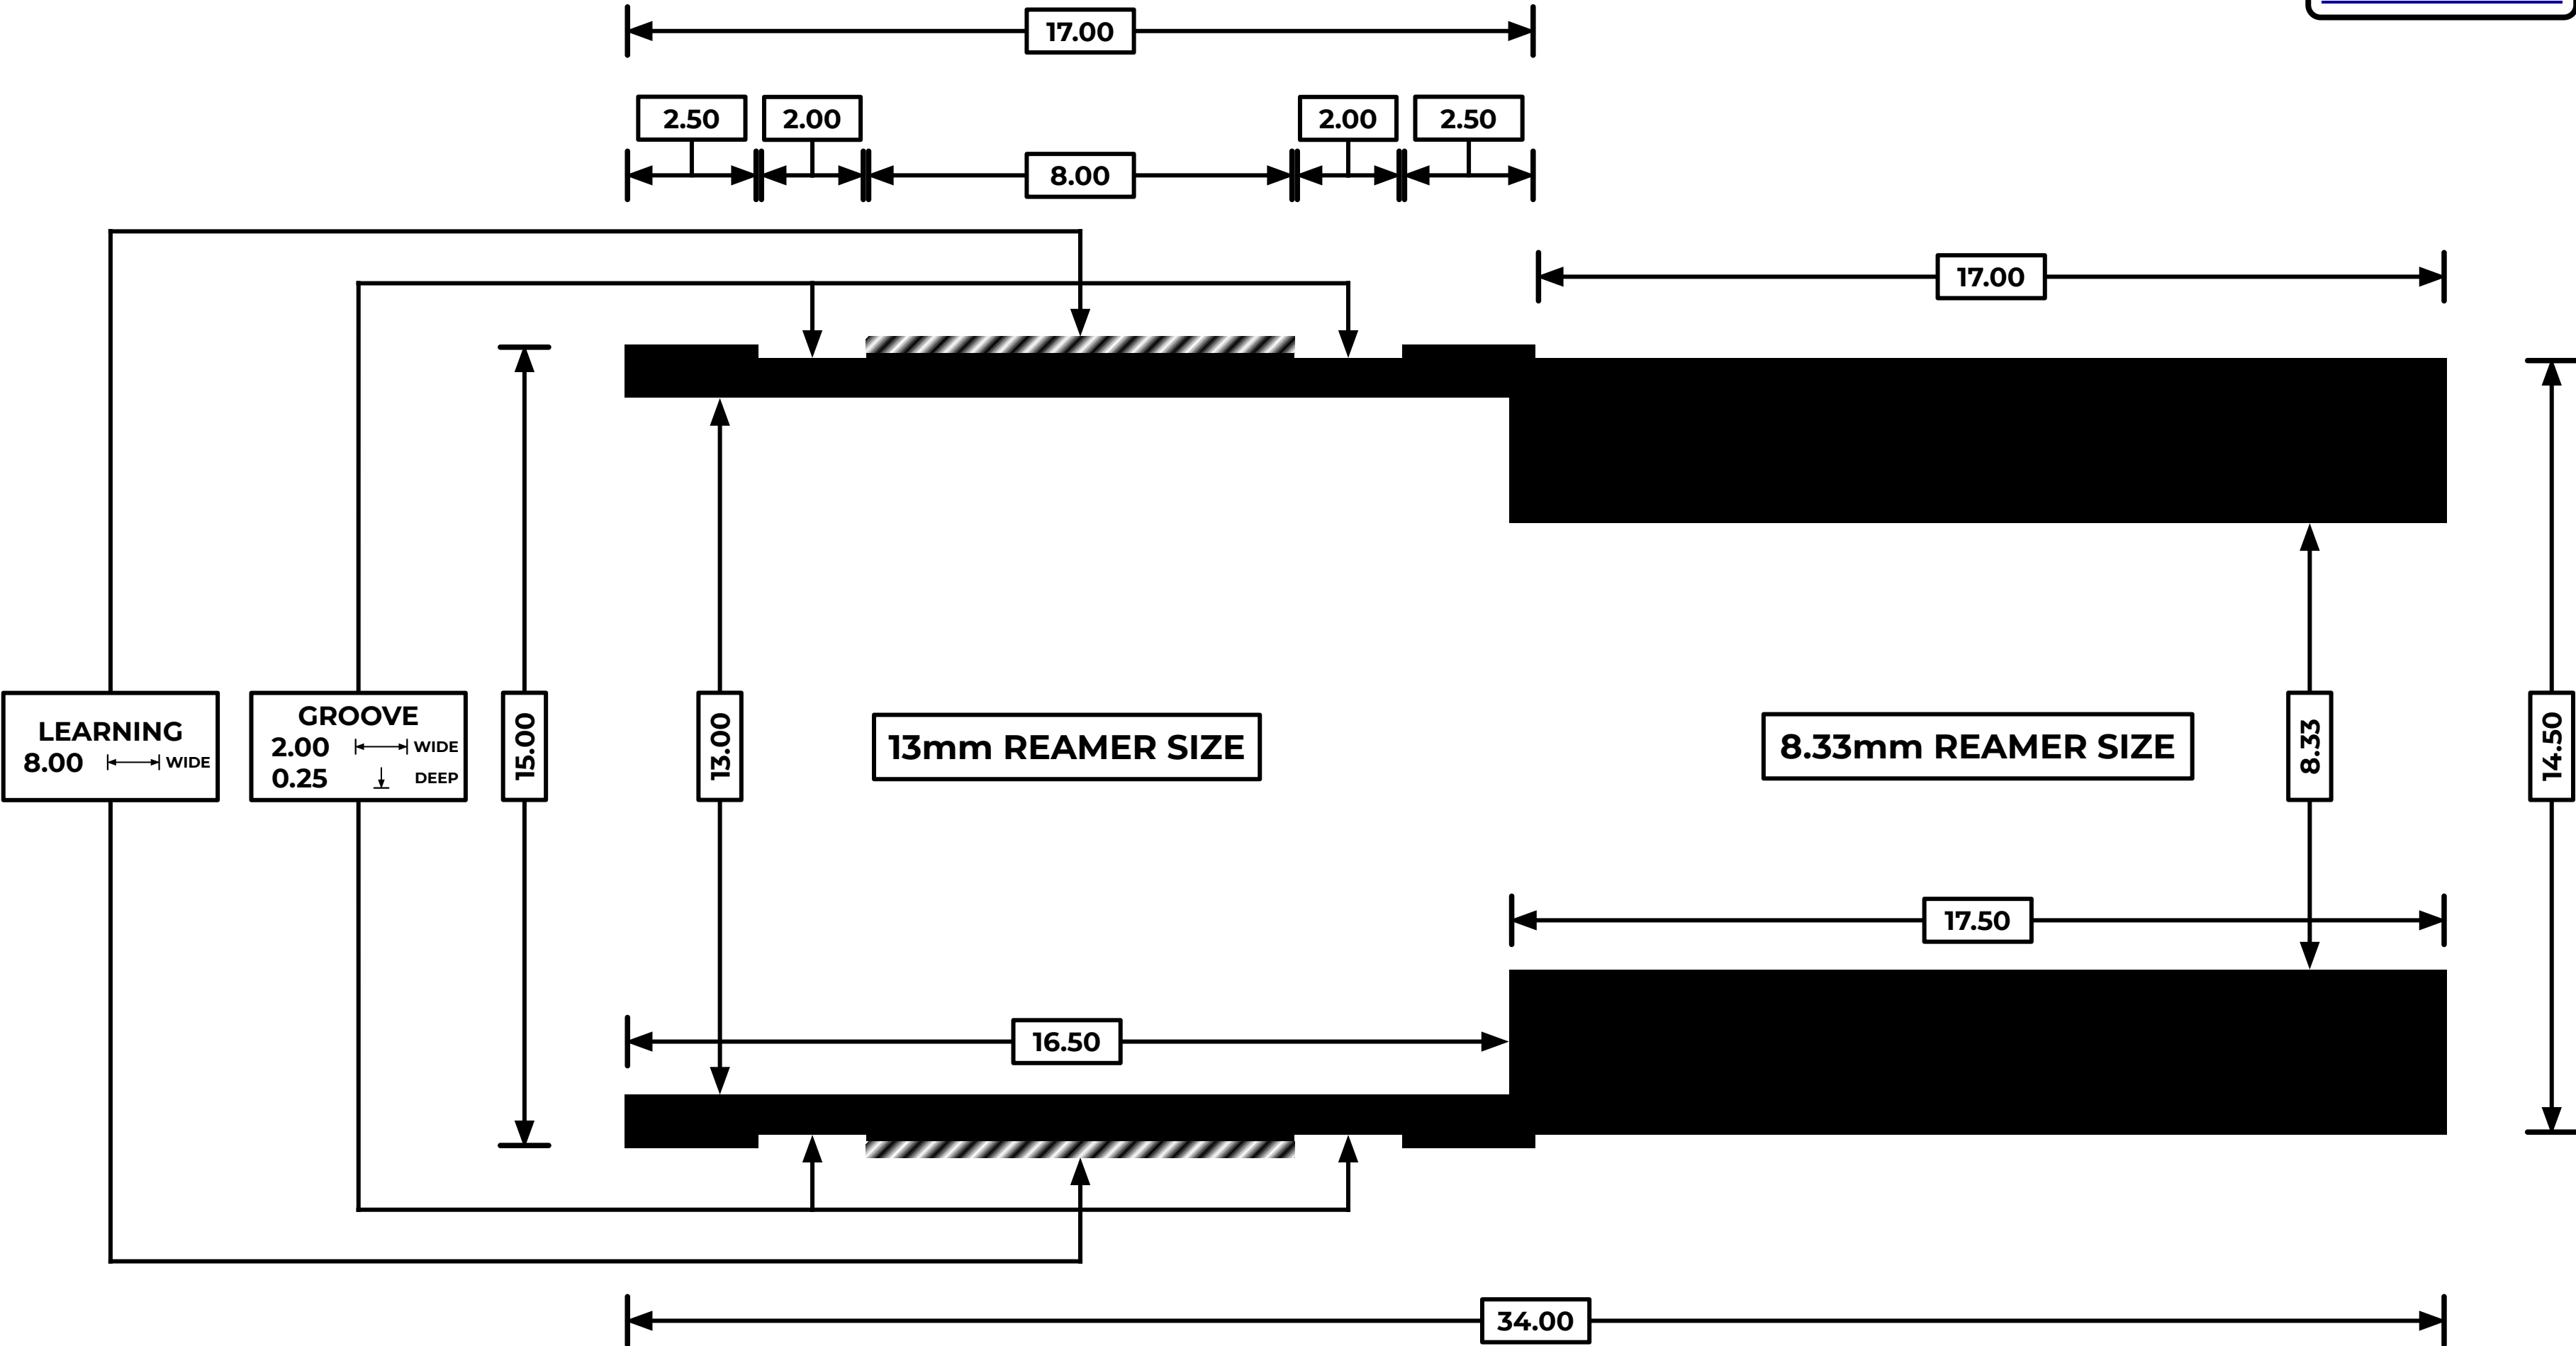 17.00
2.50
2.00
2.00
2.50
8.00
17.00
LEARNING
8.00 WIDE
GROOVE
2.00 WIDE
0.25 DEEP
15.00
13.00
13mm REAMER SIZE
8.33mm REAMER SIZE
8.33
14.50
17.50
16.50
34.00